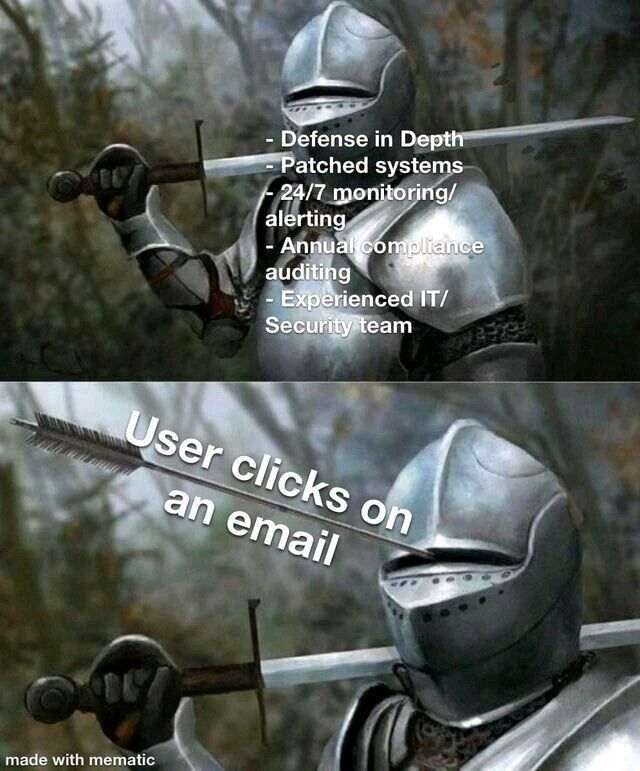 - Defense in Depth
- Patched systems
- 24/7 monitoring/
alerting
- Annual compliance
auditing
- Experienced IT/
Security team
User clicks on
an email
made with mematic